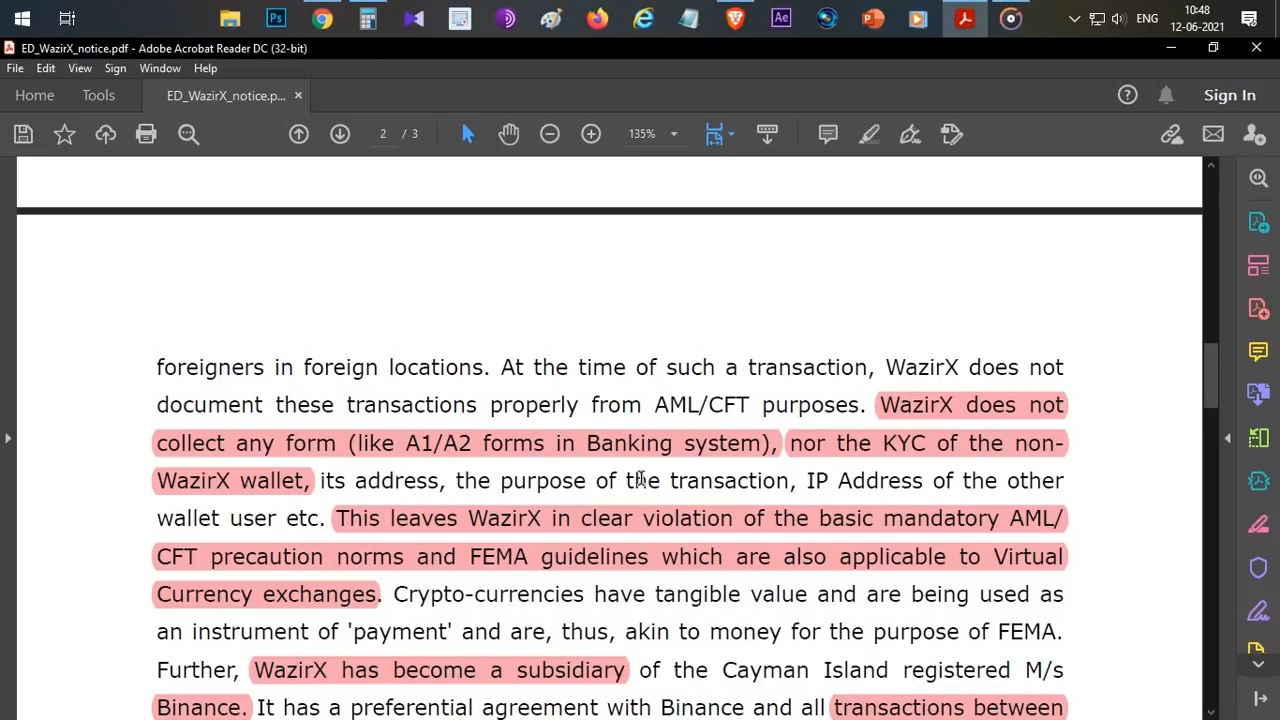 Ps
Ae
ENG
10:48
12-06-2021
ED_WazirX_notice.pdf - Adobe Acrobat Reader DC (32-bit)
File Edit View Sign Window Help
Home Tools ED_WazirX_notice.p... × Sign In
2 / 3 135%
foreigners in foreign locations. At the time of such a transaction, WazirX does not
document these transactions properly from AML/CFT purposes. WazirX does not
collect any form (like A1/A2 forms in Banking system), nor the KYC of the non-
WazirX wallet, its address, the purpose of the transaction, IP Address of the other
wallet user etc. This leaves WazirX in clear violation of the basic mandatory AML/
CFT precaution norms and FEMA guidelines which are also applicable to Virtual
Currency exchanges. Crypto-currencies have tangible value and are being used as
an instrument of 'payment' and are, thus, akin to money for the purpose of FEMA.
Further, WazirX has become a subsidiary of the Cayman Island registered M/s
Binance. It has a preferential agreement with Binance and all transactions between